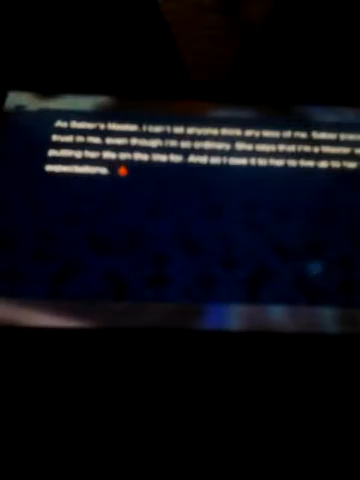 As Saber's Master, I can't let anyone think any less of me. Saber
trust in me, even though I'm so ordinary. She says that I'm a Master
putting her life on the line for. And so I owe it to her to live up to her
expectations.